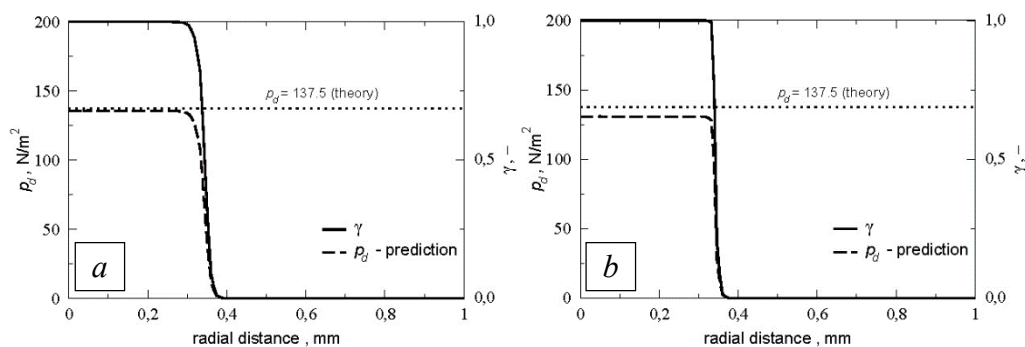 200
150
100
50
0
p_d, N/m²
1,0
0,5
0,0
γ, –
p_d = 137.5 (theory)
γ
p_d - prediction
a
0 0,2 0,4 0,6 0,8 1
radial distance , mm
200
150
100
50
0
p_d, N/m²
1,0
0,5
0,0
γ, –
p_d = 137.5 (theory)
γ
p_d - prediction
b
0 0,2 0,4 0,6 0,8 1
radial distance , mm